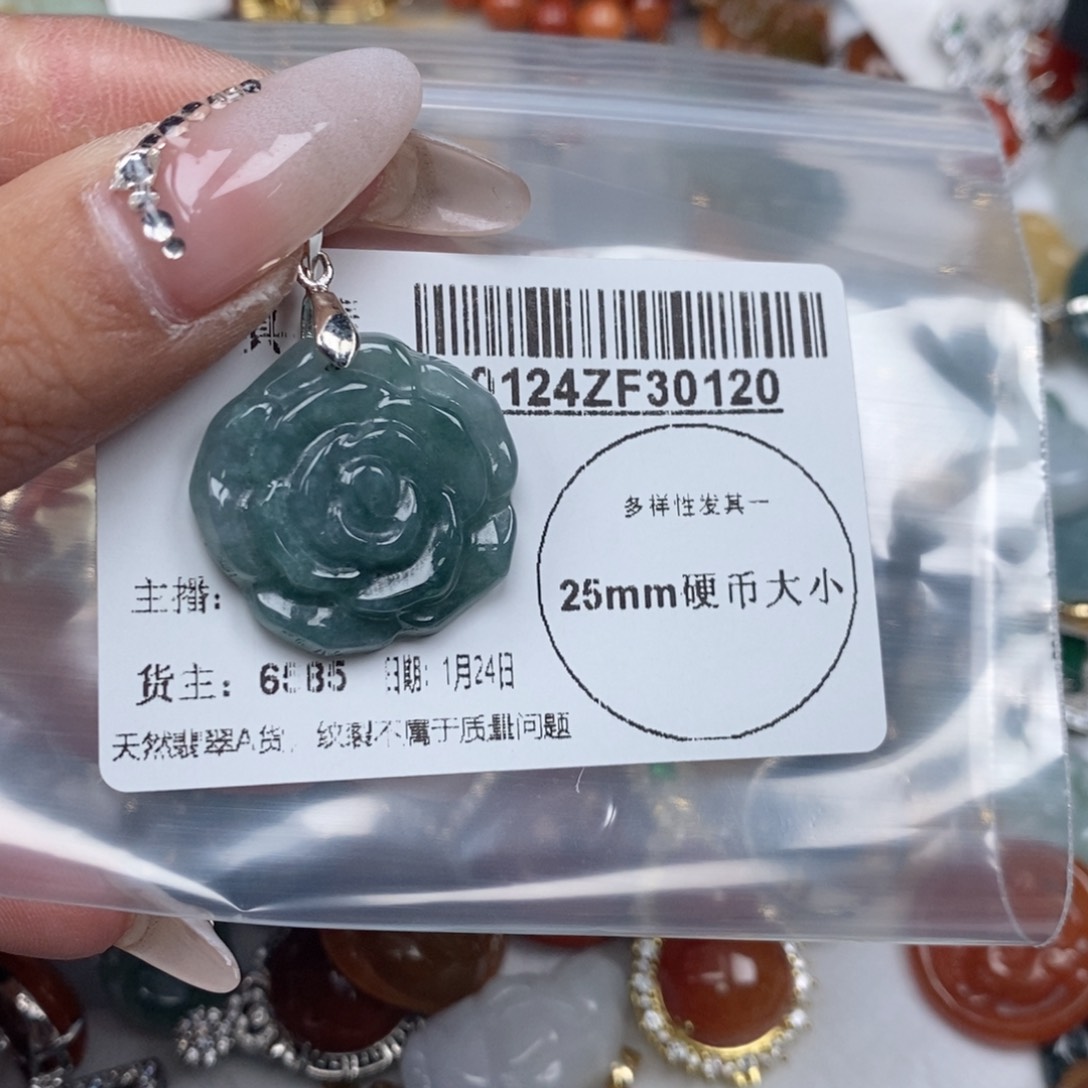 0124ZF30120
多样性发其一
25mm硬币大小
主播：
货主： 日期：1月24日
天然翡翠A货，纹裂不属于质量问题